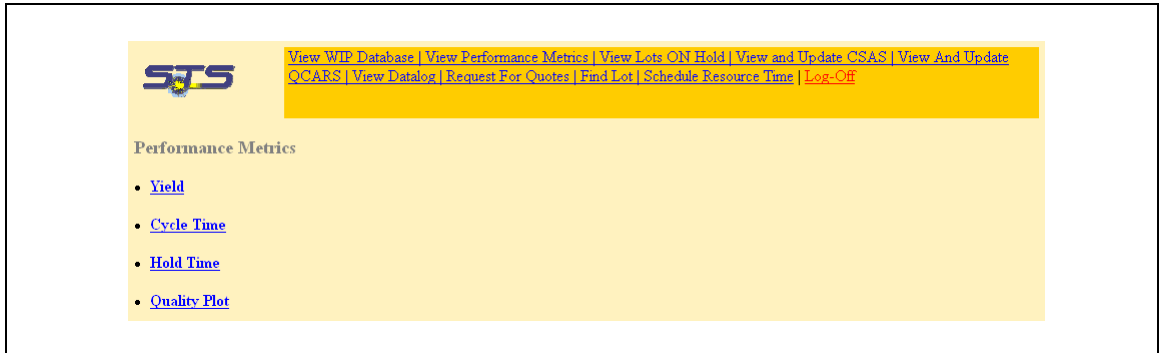 STS
View WIP Database | View Performance Metrics | View Lots ON Hold | View and Update CSAS | View And Update
QCARS | View Datalog | Request For Quotes | Find Lot | Schedule Resource Time | Log-Off
Performance Metrics
• Yield
• Cycle Time
• Hold Time
• Quality Plot